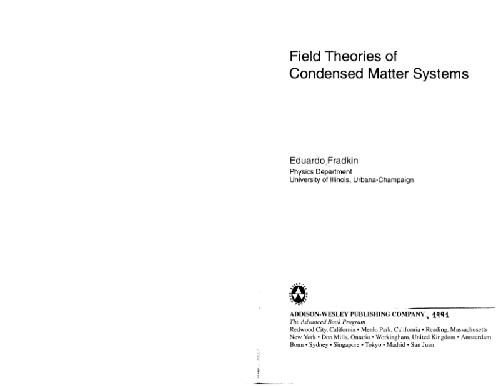 Field Theories of
Condensed Matter Systems
Eduardo Fradkin
Physics Department
University of Illinois, Urbana-Champaign
ADDISON-WESLEY PUBLISHING COMPANY, 1991
The Advanced Book Program
Redwood City, California • Menlo Park, California • Reading, Massachusetts
New York • Don Mills, Ontario • Wokingham, United Kingdom • Amsterdam
Bonn • Sydney • Singapore • Tokyo • Madrid • San Juan